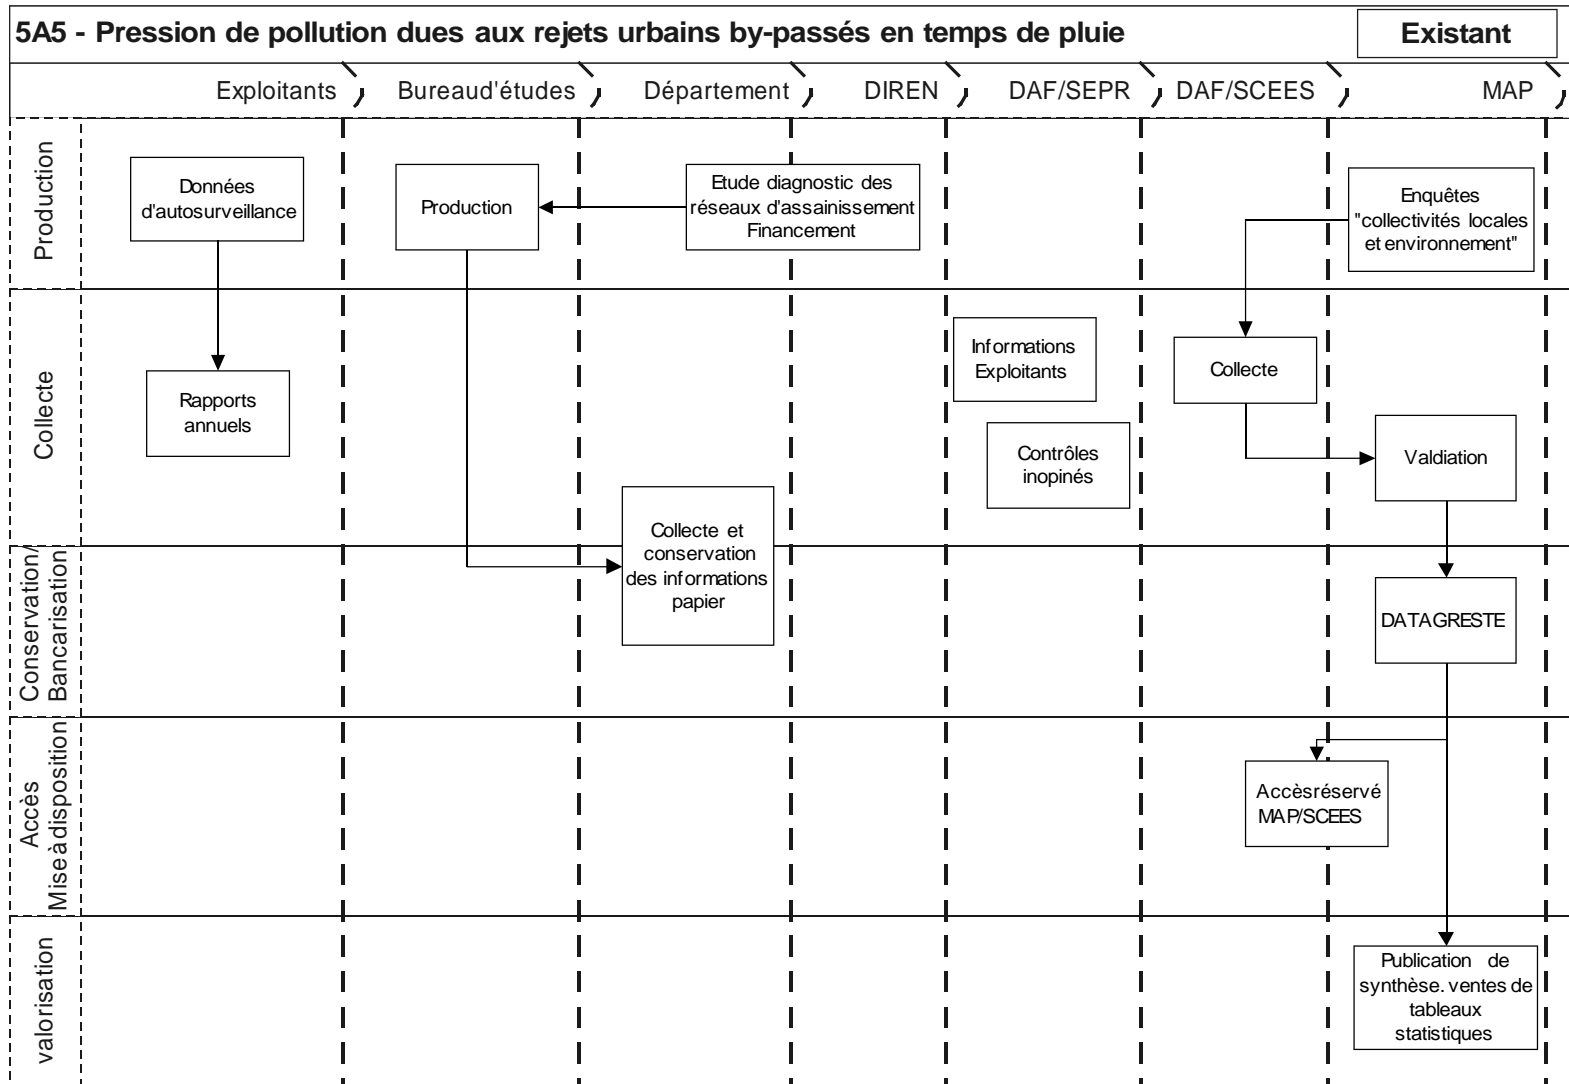 5A5 - Pression de pollution dues aux rejets urbains by-passés en temps de pluie
Existant
Exploitants
Bureaud'études
Département
DIREN
DAF/SEPR
DAF/SCEES
MAP
Production
Données
d'autosurveillance
Production
Etude diagnostic des
réseaux d'assainissement
Financement
Enquêtes
"collectivités locales
et environnement"
Collecte
Rapports
annuels
Informations
Exploitants
Contrôles
inopinés
Collecte
Valdiation
Collecte et
conservation
des informations
papier
Conservation/
Bancarisation
DATAGRESTE
Accès
Mise à disposition
Accèsréservé
MAP/SCEES
valorisation
Publication de
synthèse. ventes de
tableaux
statistiques